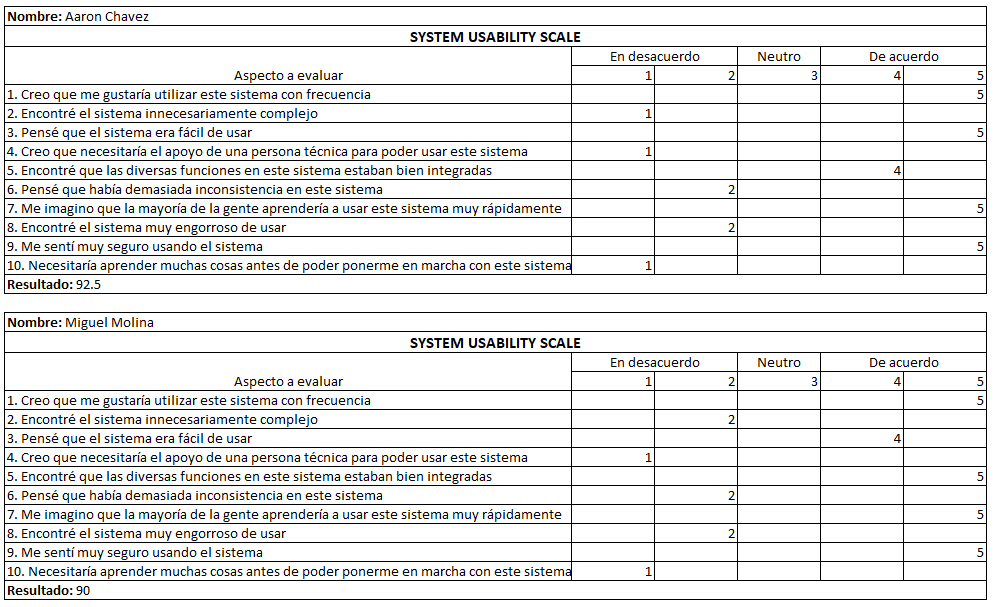 Nombre: Aaron Chavez
SYSTEM USABILITY SCALE
En desacuerdo Neutro De acuerdo
Aspecto a evaluar 1 2 3 4 5
1. Creo que me gustaría utilizar este sistema con frecuencia 5
2. Encontré el sistema innecesariamente complejo 1
3. Pensé que el sistema era fácil de usar 5
4. Creo que necesitaría el apoyo de una persona técnica para poder usar este sistema 1
5. Encontré que las diversas funciones en este sistema estaban bien integradas 4
6. Pensé que había demasiada inconsistencia en este sistema 2
7. Me imagino que la mayoría de la gente aprendería a usar este sistema muy rápidamente 5
8. Encontré el sistema muy engorroso de usar 2
9. Me sentí muy seguro usando el sistema 5
10. Necesitaría aprender muchas cosas antes de poder ponerme en marcha con este sistema 1
Resultado: 92.5
Nombre: Miguel Molina
SYSTEM USABILITY SCALE
En desacuerdo Neutro De acuerdo
Aspecto a evaluar 1 2 3 4 5
1. Creo que me gustaría utilizar este sistema con frecuencia 5
2. Encontré el sistema innecesariamente complejo 2
3. Pensé que el sistema era fácil de usar 4
4. Creo que necesitaría el apoyo de una persona técnica para poder usar este sistema 1
5. Encontré que las diversas funciones en este sistema estaban bien integradas 5
6. Pensé que había demasiada inconsistencia en este sistema 2
7. Me imagino que la mayoría de la gente aprendería a usar este sistema muy rápidamente 5
8. Encontré el sistema muy engorroso de usar 2
9. Me sentí muy seguro usando el sistema 5
10. Necesitaría aprender muchas cosas antes de poder ponerme en marcha con este sistema 1
Resultado: 90